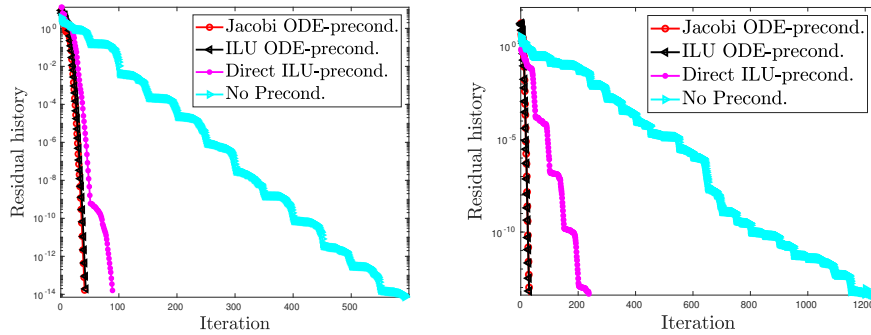 Jacobi ODE-precond.
ILU ODE-precond.
Direct ILU-precond.
No Precond.
Residual history
10^0
10^-2
10^-4
10^-6
10^-8
10^-10
10^-12
10^-14
0 100 200 300 400 500
Iteration
Jacobi ODE-precond.
ILU ODE-precond.
Direct ILU-precond.
No Precond.
Residual history
10^0
10^-5
10^-10
0 200 400 600 800 1000 1200
Iteration